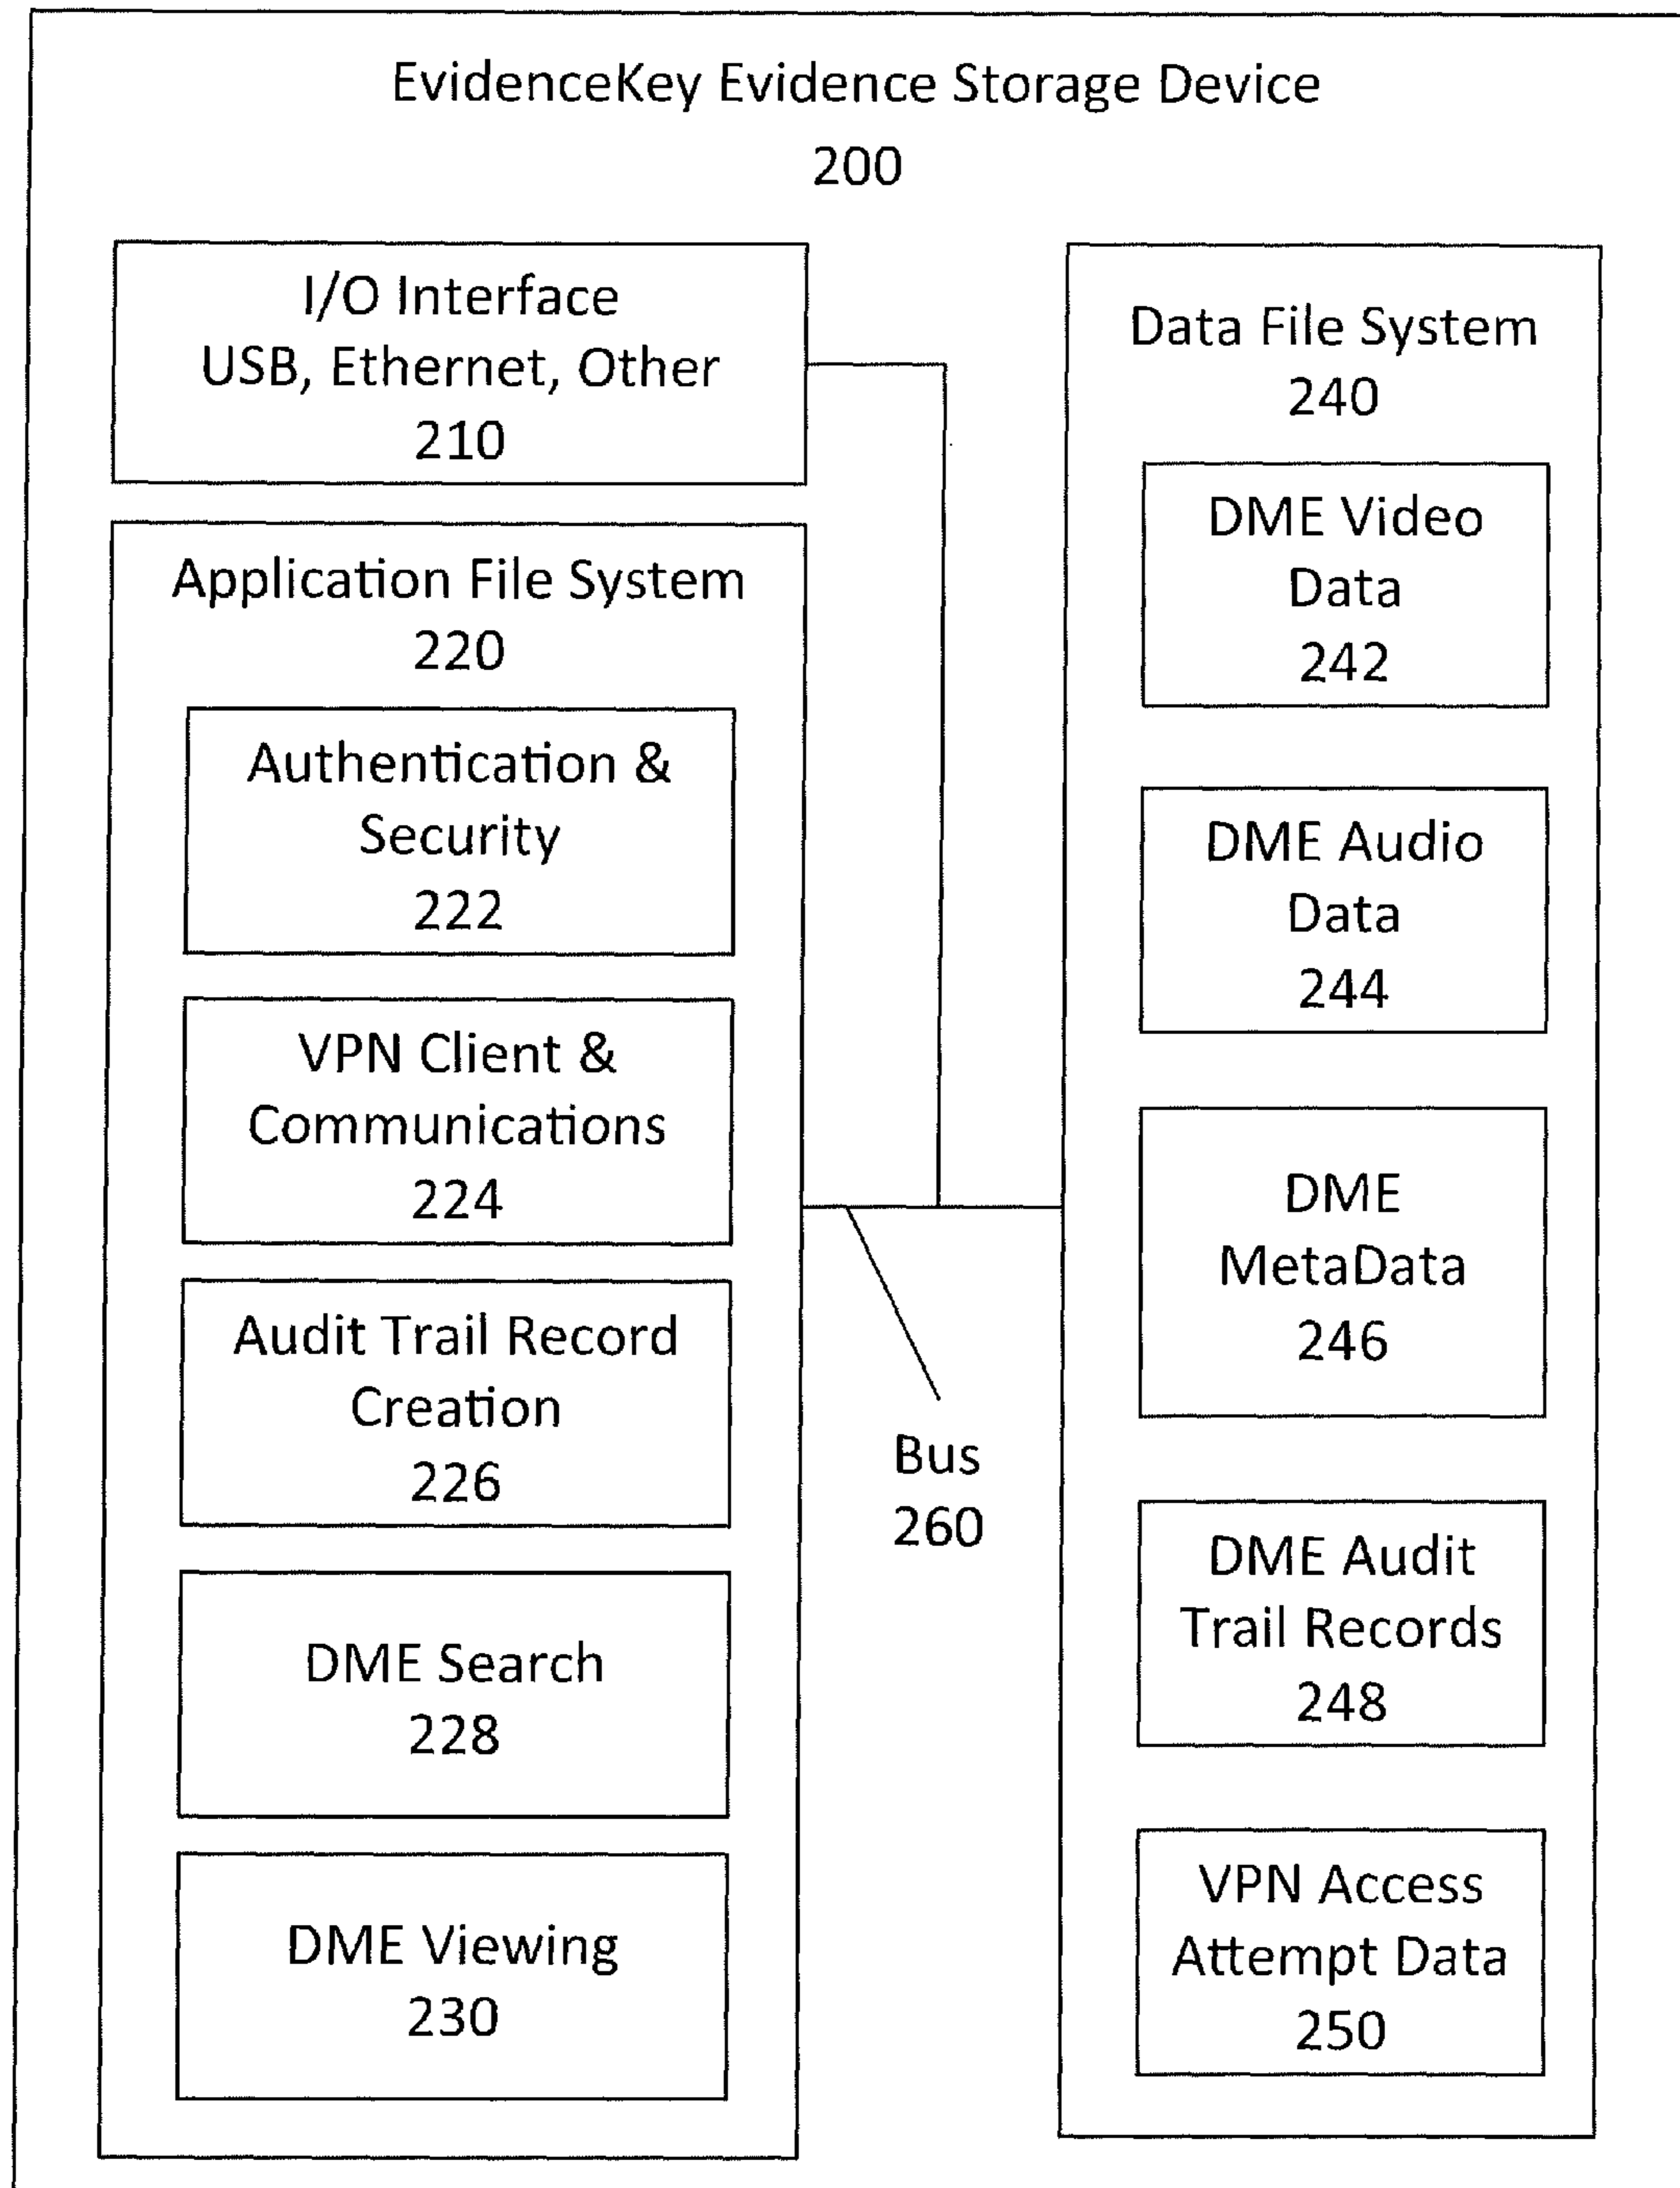 EvidenceKey Evidence Storage Device
200
I/O Interface
USB, Ethernet, Other
210
Application File System
220
Authentication &
Security
222
VPN Client &
Communications
224
Audit Trail Record
Creation
226
DME Search
228
DME Viewing
230
Bus
260
Data File System
240
DME Video
Data
242
DME Audio
Data
244
DME
MetaData
246
DME Audit
Trail Records
248
VPN Access
Attempt Data
250